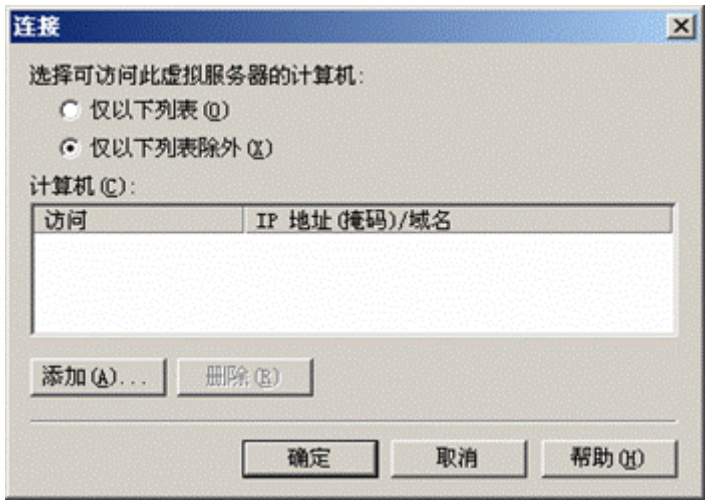 连接
选择可访问此虚拟服务器的计算机:
仅以下列表(O)
仅以下列表除外(X)
计算机(C):
访问 IP 地址(掩码)/域名
添加(A)... 删除(R)
确定 取消 帮助(H)